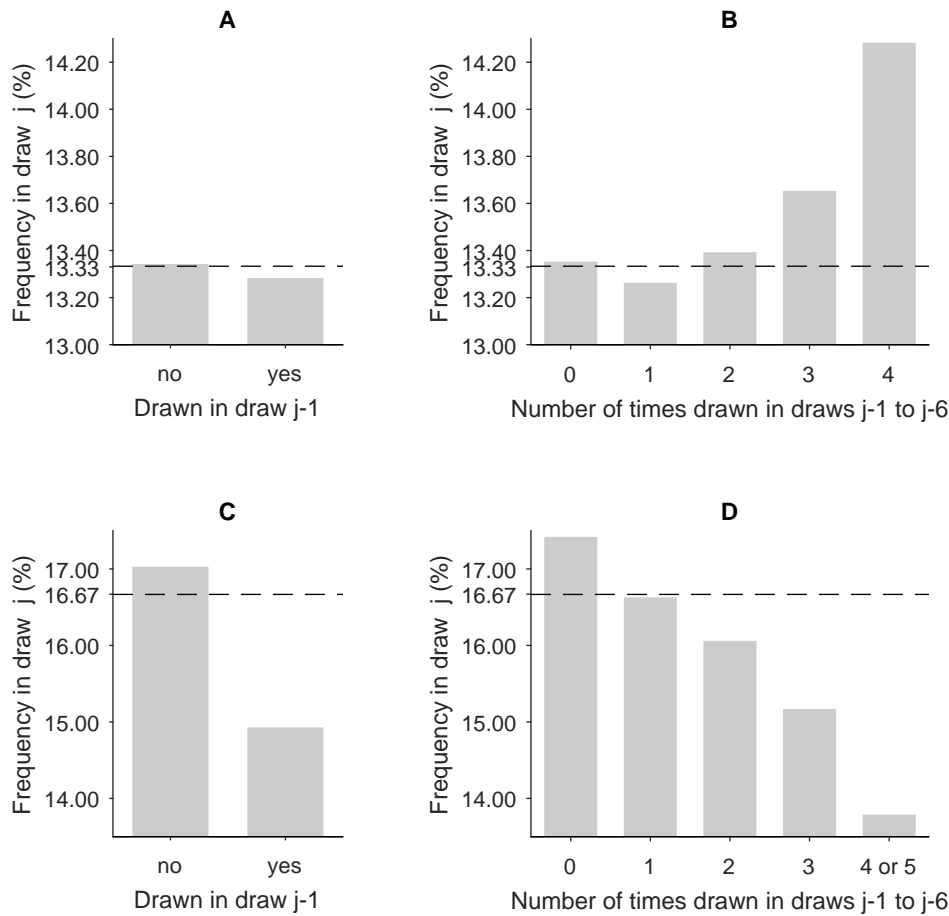 A
Frequency in draw j (%)
14.20
14.00
13.80
13.60
13.40
13.33
13.20
13.00
no yes
Drawn in draw j-1
B
Frequency in draw j (%)
14.20
14.00
13.80
13.60
13.40
13.33
13.20
13.00
0 1 2 3 4
Number of times drawn in draws j-1 to j-6
C
Frequency in draw j (%)
17.00
16.67
16.00
15.00
14.00
no yes
Drawn in draw j-1
D
Frequency in draw j (%)
17.00
16.67
16.00
15.00
14.00
0 1 2 3 4 or 5
Number of times drawn in draws j-1 to j-6